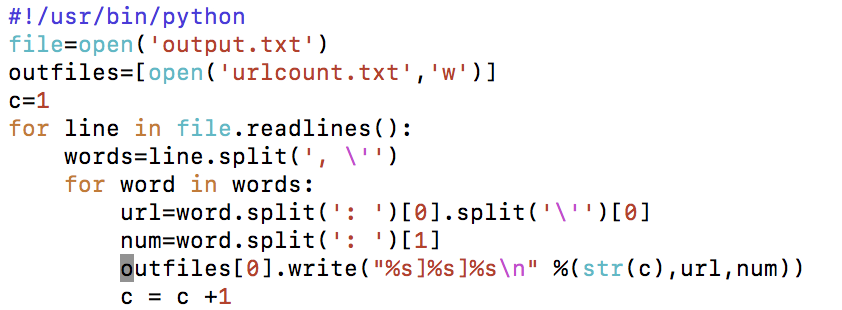 #!/usr/bin/python
file=open('output.txt')
outfiles=[open('urlcount.txt','w')]
c=1
for line in file.readlines():
    words=line.split(', \'')
    for word in words:
        url=word.split(': ')[0].split('\'')[0]
        num=word.split(': ')[1]
        outfiles[0].write("%s]%s]%s\n" %(str(c),url,num))
        c = c +1